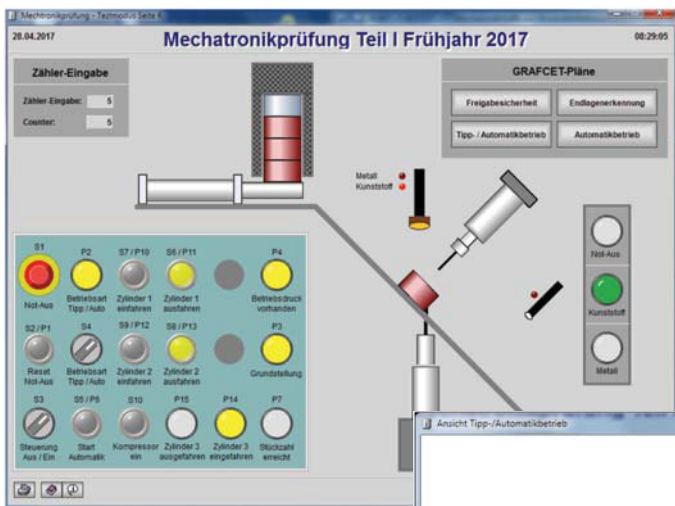 Mechtronikprüfung - Testmodus Seite 6
28.04.2017
Mechatronikprüfung Teil I Frühjahr 2017
08:29:05
Zähler-Eingabe
Zähler-Eingabe: 5
Counter: 5
GRAFCET-Pläne
Freigabesicherheit
Endlagenerkennung
Tipp- / Automatikbetrieb
Automatikbetrieb
Metall
Kunststoff
Not-Aus
Kunststoff
Metall
S1
P2
S7 / P10
S6 / P11
P4
Not-Aus
Betriebsart
Tipp / Auto
Zylinder 1
einfahren
Zylinder 1
ausfahren
Betriebsdruck
vorhanden
S2 / P1
S4
S9 / P12
S8 / P13
P3
Reset
Not-Aus
Betriebsart
Tipp / Auto
Zylinder 2
einfahren
Zylinder 2
ausfahren
Grundstellung
S3
S5 / P6
S10
P15
P14
P7
Steuerung
Aus / Ein
Start
Automatik
Kompressor
ein
Zylinder 3
ausgefahren
Zylinder 3
eingefahren
Stückzahl
erreicht
Ansicht Tipp-/Automatikbetrieb